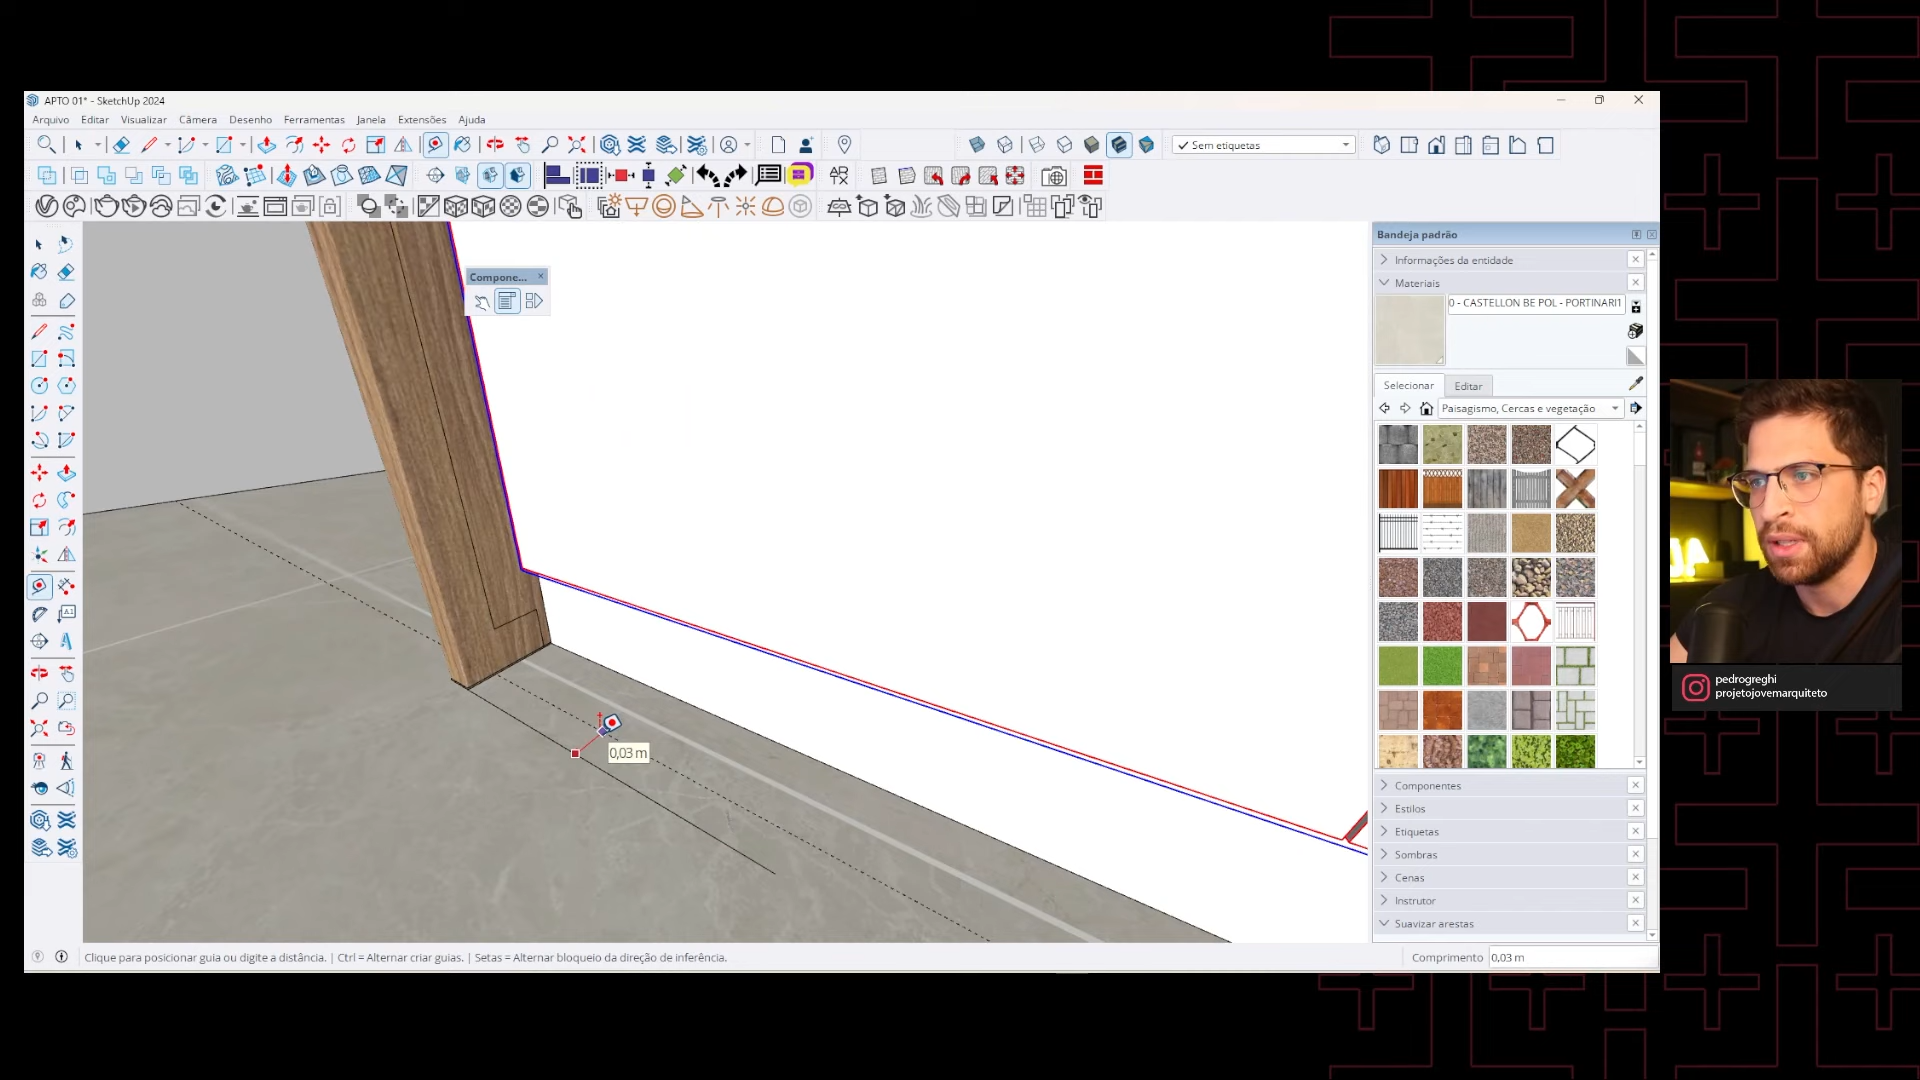 APTO 01* - SketchUp 2024
Arquivo Editar Visualizar Câmera Desenho Ferramentas Janela Extensões Ajuda
Sem etiquetas
AR
Compone...
Bandeja padrão
Informações da entidade
Materiais
0 - CASTELLON BE POL - PORTINARI1
Selecionar Editar
Paisagismo, Cercas e vegetação
Componentes
Estilos
Etiquetas
Sombras
Cenas
Instrutor
Suavizar arestas
0,03 m
Clique para posicionar guia ou digite a distância. | Ctrl = Alternar criar guias. | Setas = Alternar bloqueio da direção de inferência.
Comprimento 0,03 m
pedrogreghi
projetojovemarquiteto